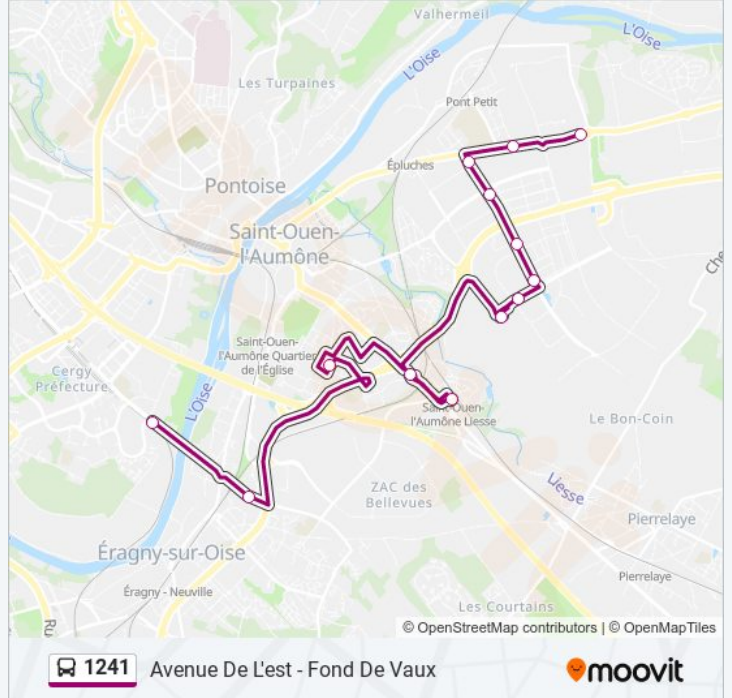 Valhermeil
L'Oise
L'Oise
Les Turpaines
Pont Petit
Épluches
Pontoise
Saint-Ouen-
l'Aumône
Che
Saint-Ouen-
l'Aumône Quartier
de l'Église
Cergy
Préfecture
L'Oise
Saint-Ouen-
l'Aumône Liesse
Le Bon-Coin
ZAC des
Bellevues
Liesse
Pierrelaye
Éragny-sur-Oise
Pierrelaye
Éragny - Neuville
Les Courtains
Ru
© OpenStreetMap contributors | © OpenMapTiles
1241 Avenue De L'est - Fond De Vaux
moovit